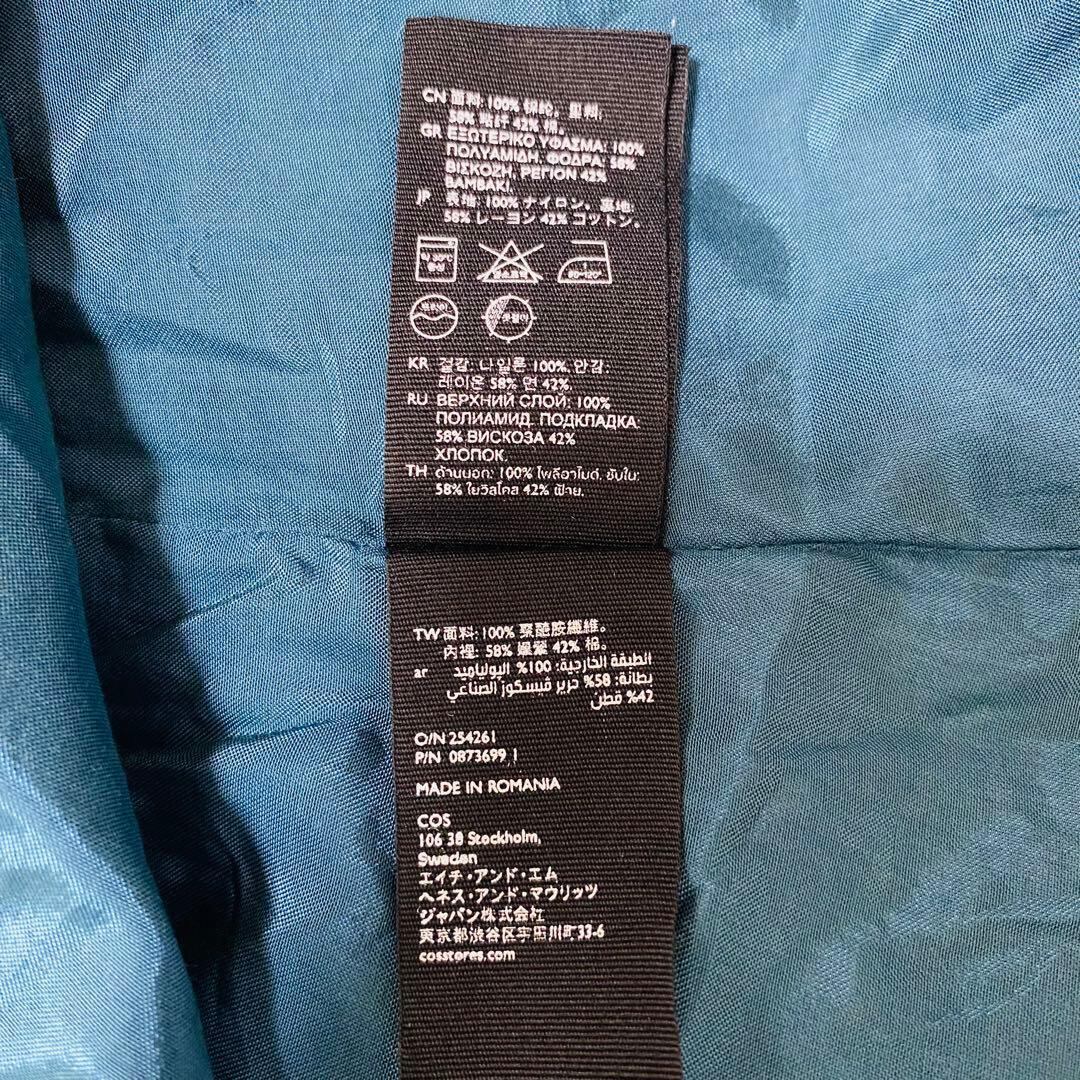 CN 面料: 100% 锦纶。里料:
58% 粘纤 42% 棉。
GR ΕΞΩΤΕΡΙΚΟ ΥΦΑΣΜΑ: 100%
ΠΟΛΥΑΜΙΔΗ. ΦΟΔΡΑ: 58%
ΒΙΣΚΟΖΗ, ΡΕΓΙΟΝ 42%
ΒΑΜΒΑΚΙ.
JP 表地: 100% ナイロン。裏地:
58% レーヨン 42% コットン。
KR 겉감: 나일론 100%. 안감:
레이온 58% 면 42%.
RU ВЕРХНИЙ СЛОЙ: 100%
ПОЛИАМИД. ПОДКЛАДКА:
58% ВИСКОЗА 42%
ХЛОПОК.
TH ด้านนอก: 100% ไพลีอาไมด์. ซับใน:
58% ใยวิสโคส 42% ฝ้าย.
TW 面料: 100% 聚醯胺纖維。
內裡: 58% 嫘縈 42% 棉。
ar الطبقة الخارجية: 100% البولياميد
بطانة: 58% حرير ڤيسكوز الصناعي
42% قطن
O/N 254261
P/N 0873699 1
MADE IN ROMANIA
COS
106 38 Stockholm,
Sweden
エイチ・アンド・エム
ヘネス・アンド・マウリッツ
ジャパン株式会社
東京都渋谷区宇田川町33-6
cosstores.com